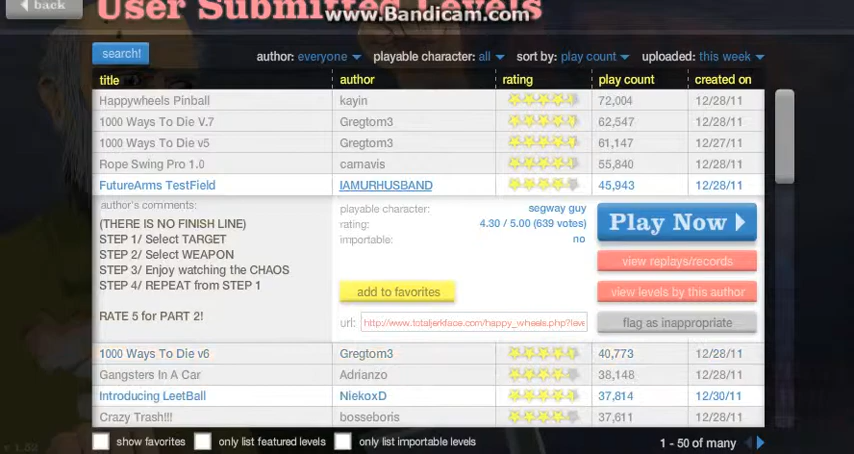 back
User Submitted Levels
www.Bandicam.com
search!
author: everyone playable character: all sort by: play count uploaded: this week
title author rating play count created on
Happywheels Pinball kayin 72,004 12/28/11
1000 Ways To Die V.7 Gregtom3 62,547 12/28/11
1000 Ways To Die v5 Gregtom3 61,147 12/27/11
Rope Swing Pro 1.0 carnavis 55,840 12/28/11
FutureArms TestField IAMURHUSBAND 45,943 12/28/11
author's comments:
(THERE IS NO FINISH LINE)
STEP 1/ Select TARGET
STEP 2/ Select WEAPON
STEP 3/ Enjoy watching the CHAOS
STEP 4/ REPEAT from STEP 1
RATE 5 for PART 2!
playable character: segway guy
rating: 4.30 / 5.00 (639 votes)
importable: no
add to favorites
url: http://www.totaljerkface.com/happy_wheels.php?leve
Play Now
view replays/records
view levels by this author
flag as inappropriate
1000 Ways To Die v6 Gregtom3 40,773 12/28/11
Gangsters In A Car Adrianzo 38,148 12/28/11
Introducing LeetBall NiekoxD 37,814 12/30/11
Crazy Trash!!! bosseboris 37,611 12/28/11
show favorites only list featured levels only list importable levels 1 - 50 of many